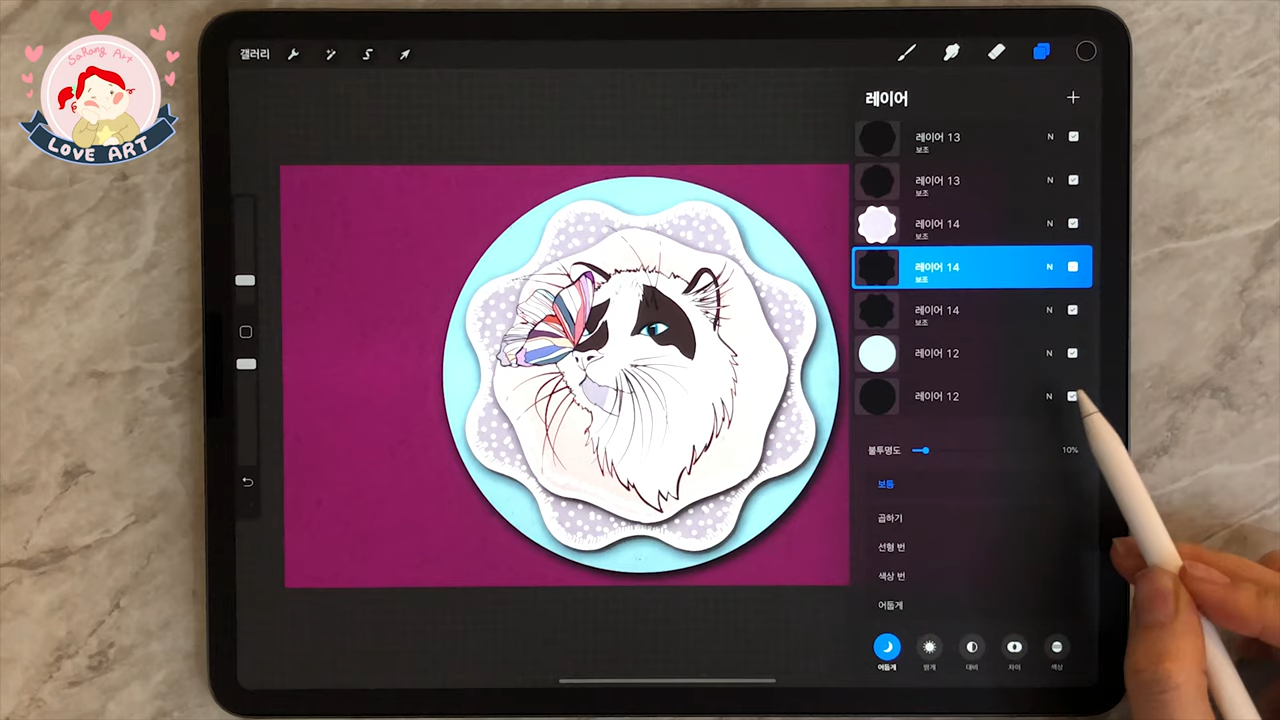 SaRang Art
LOVE ART
갤러리
레이어
레이어 13
N
보조
레이어 13
N
보조
레이어 14
N
보조
레이어 14
N
보조
레이어 14
N
보조
레이어 12
N
레이어 12
N
불투명도
10%
보통
곱하기
선형 번
색상 번
어둡게
어둡게
밝게
대비
차이
색상